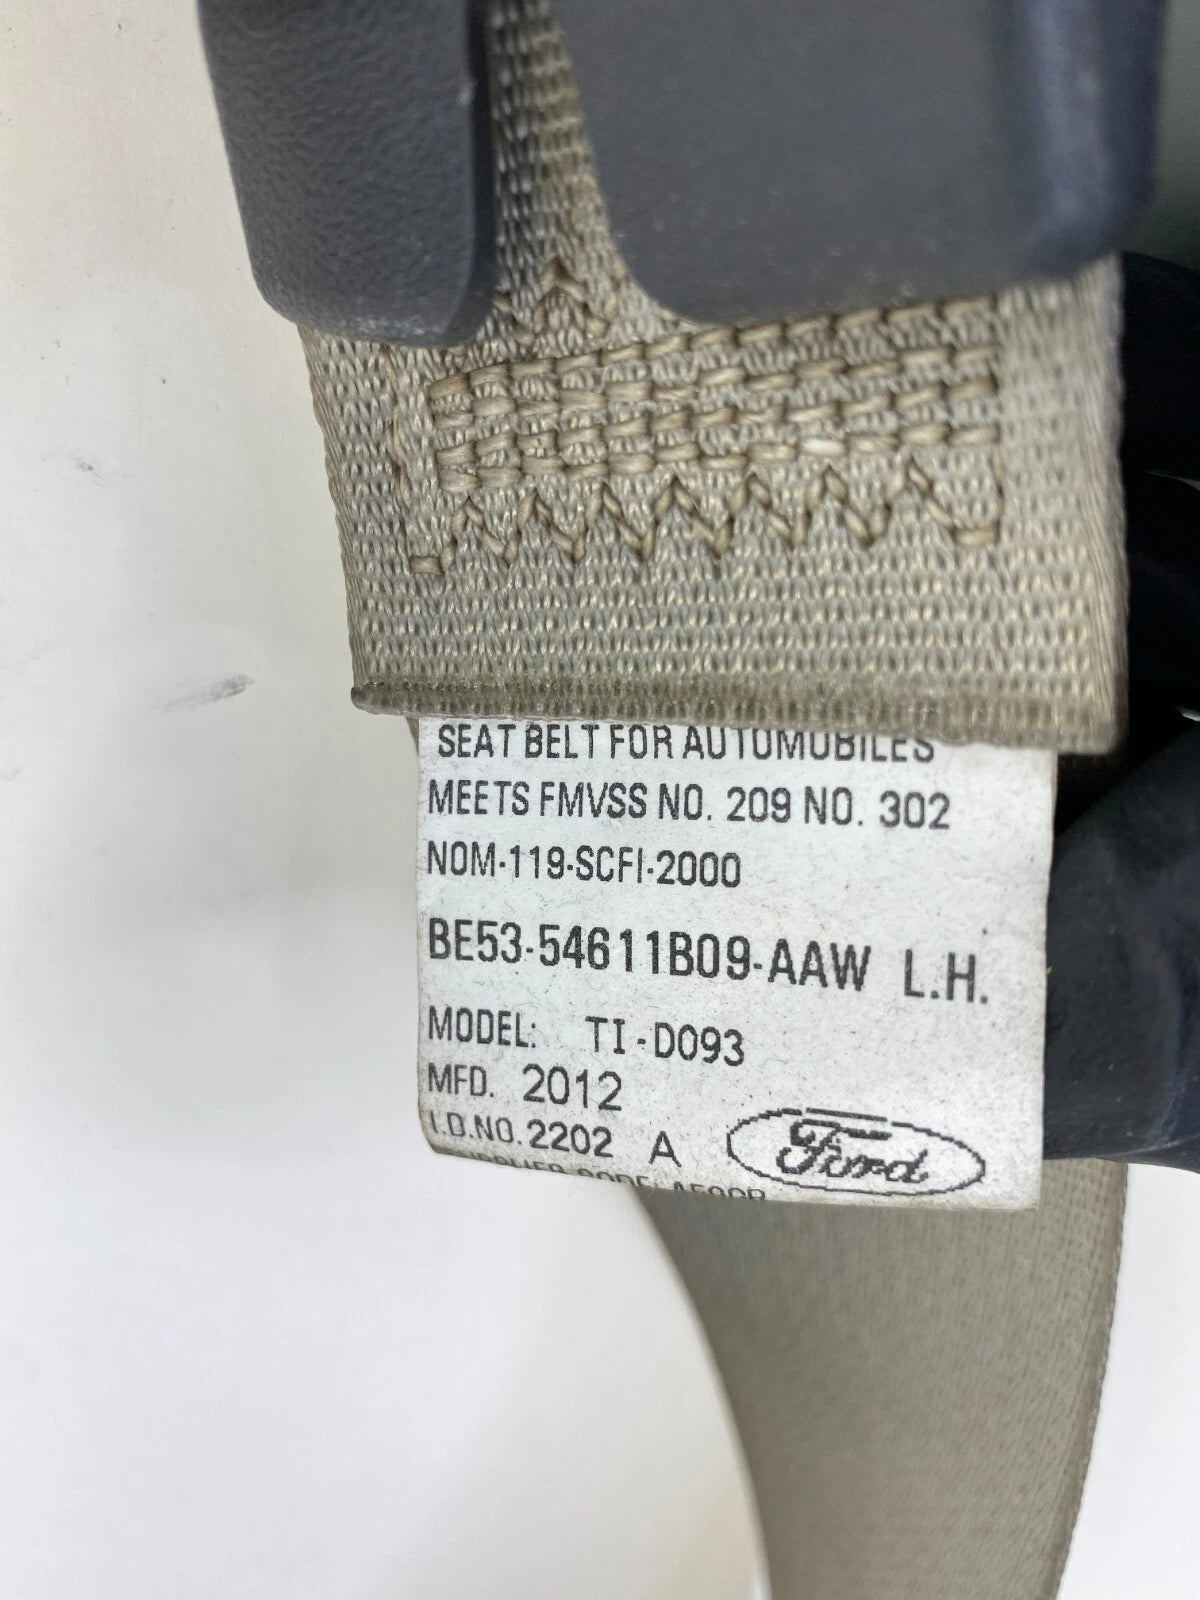 SEAT BELT FOR AUTOMOBILES
MEETS FMVSS NO. 209 NO. 302
NOM-119-SCFI-2000
BE53-54611B09-AAW L.H.
MODEL: TI-D093
MFD. 2012
I.D.NO. 2202 A
Ford
CODE: